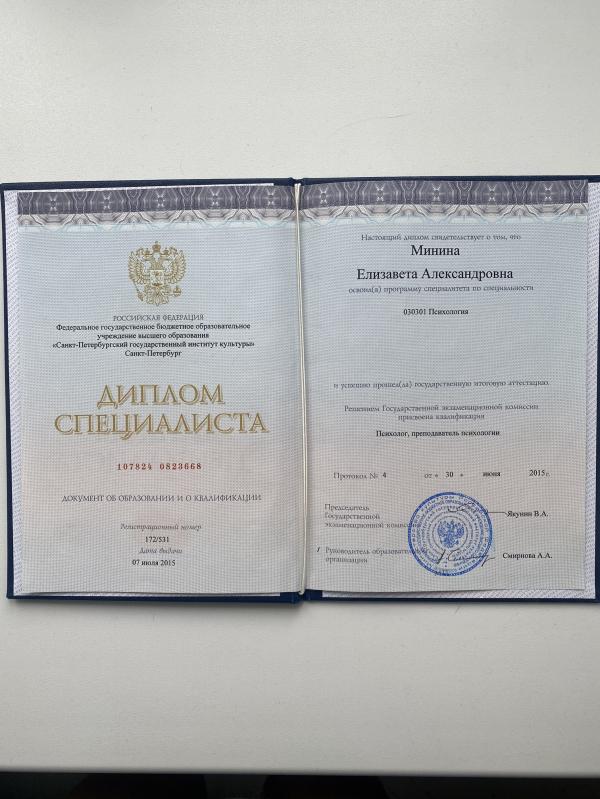 РОССИЙСКАЯ ФЕДЕРАЦИЯ
Федеральное государственное бюджетное образовательное
учреждение высшего образования
«Санкт-Петербургский государственный институт культуры»
Санкт-Петербург
ДИПЛОМ
СПЕЦИАЛИСТА
107824 0823668
ДОКУМЕНТ ОБ ОБРАЗОВАНИИ И О КВАЛИФИКАЦИИ
Регистрационный номер
172/531
Дата выдачи
07 июля 2015
Настоящий диплом свидетельствует о том, что
Минина
Елизавета Александровна
освоил(а) программу специалитета по специальности
030301 Психология
и успешно прошел(ла) государственную итоговую аттестацию.
Решением Государственной экзаменационной комиссии
присвоена квалификация
Психолог, преподаватель психологии
Протокол № 4 от « 30 » июня 2015г.
Председатель
Государственной
экзаменационной комиссии Якунин В.А.
Руководитель образовательной
организации Смирнова А.А.